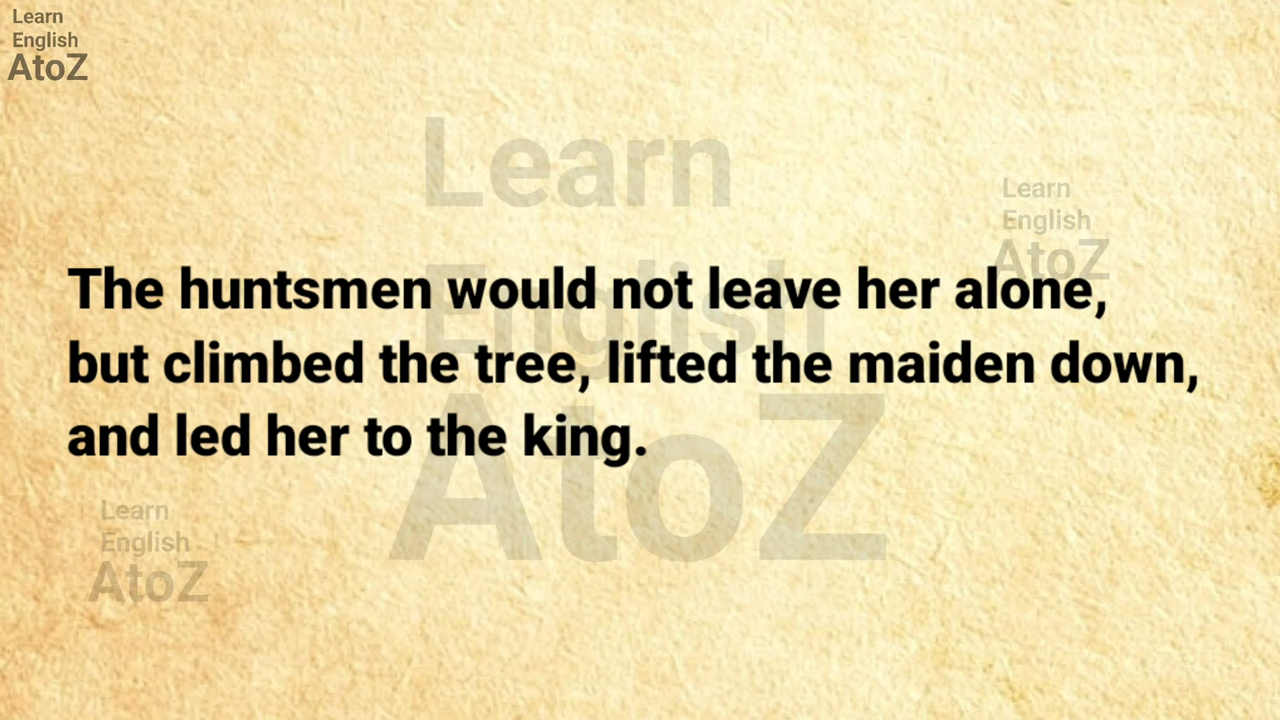 Learn
English
AtoZ
Learn
English
AtoZ
Learn
English
AtoZ
The huntsmen would not leave her alone,
but climbed the tree, lifted the maiden down,
and led her to the king.
Learn
English
AtoZ